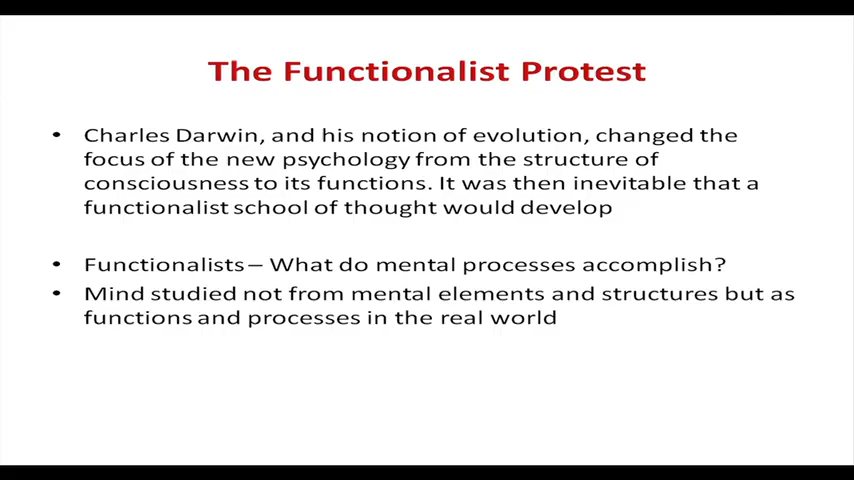 The Functionalist Protest
• Charles Darwin, and his notion of evolution, changed the
focus of the new psychology from the structure of
consciousness to its functions. It was then inevitable that a
functionalist school of thought would develop
• Functionalists – What do mental processes accomplish?
• Mind studied not from mental elements and structures but as
functions and processes in the real world